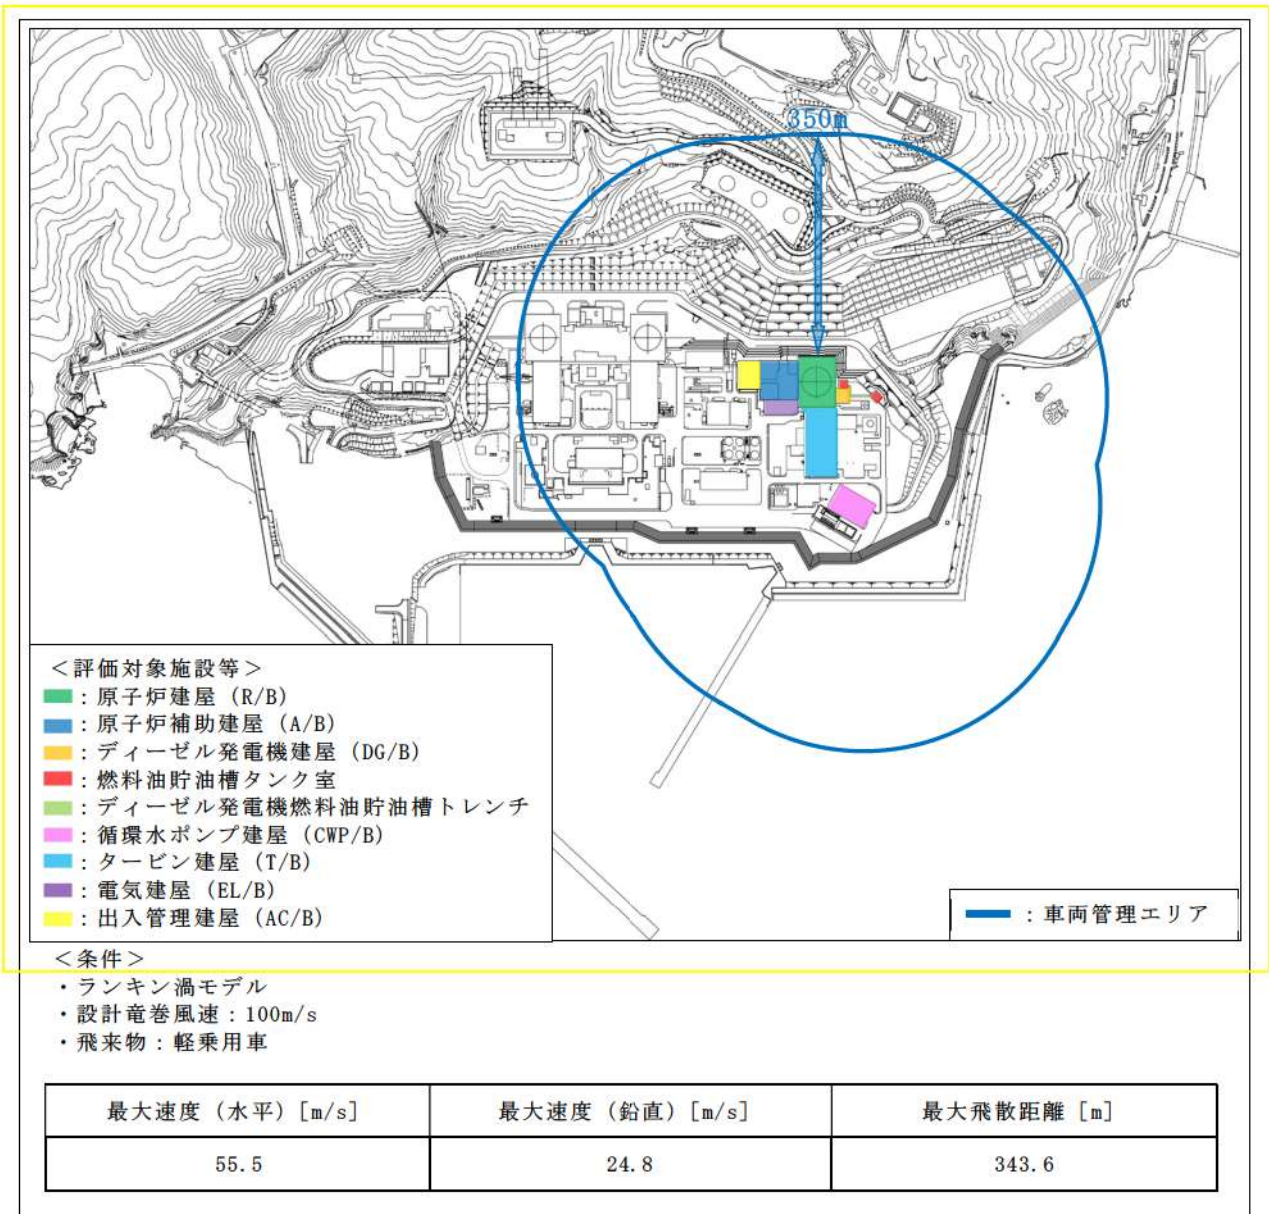 350m
＜評価対象施設等＞
：原子炉建屋（R/B）
：原子炉補助建屋（A/B）
：ディーゼル発電機建屋（DG/B）
：燃料油貯油槽タンク室
：ディーゼル発電機燃料油貯油槽トレンチ
：循環水ポンプ建屋（CWP/B）
：タービン建屋（T/B）
：電気建屋（EL/B）
：出入管理建屋（AC/B）
：車両管理エリア
＜条件＞
・ランキン渦モデル
・設計竜巻風速：100m/s
・飛来物：軽乗用車
最大速度（水平）[m/s] 最大速度（鉛直）[m/s] 最大飛散距離［m］
55.5 24.8 343.6